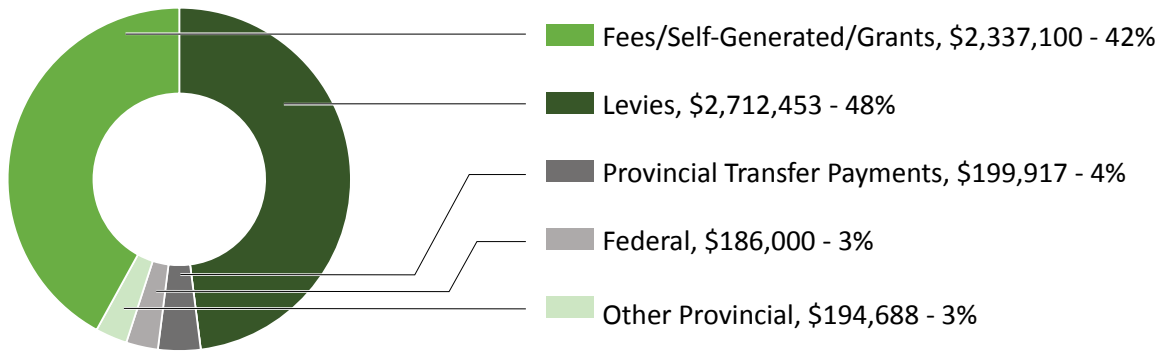 Fees/Self-Generated/Grants, $2,337,100 - 42%
Levies, $2,712,453 - 48%
Provincial Transfer Payments, $199,917 - 4%
Federal, $186,000 - 3%
Other Provincial, $194,688 - 3%